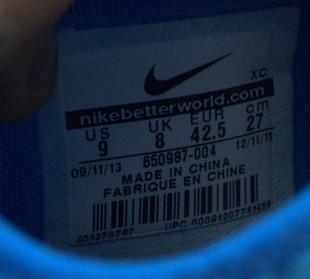 XC
nikebetterworld.com
US UK EUR cm
9 8 42.5 27
09/11/13 650987-004 12/11/13
MADE IN CHINA
FABRIQUE EN CHINE
UPC